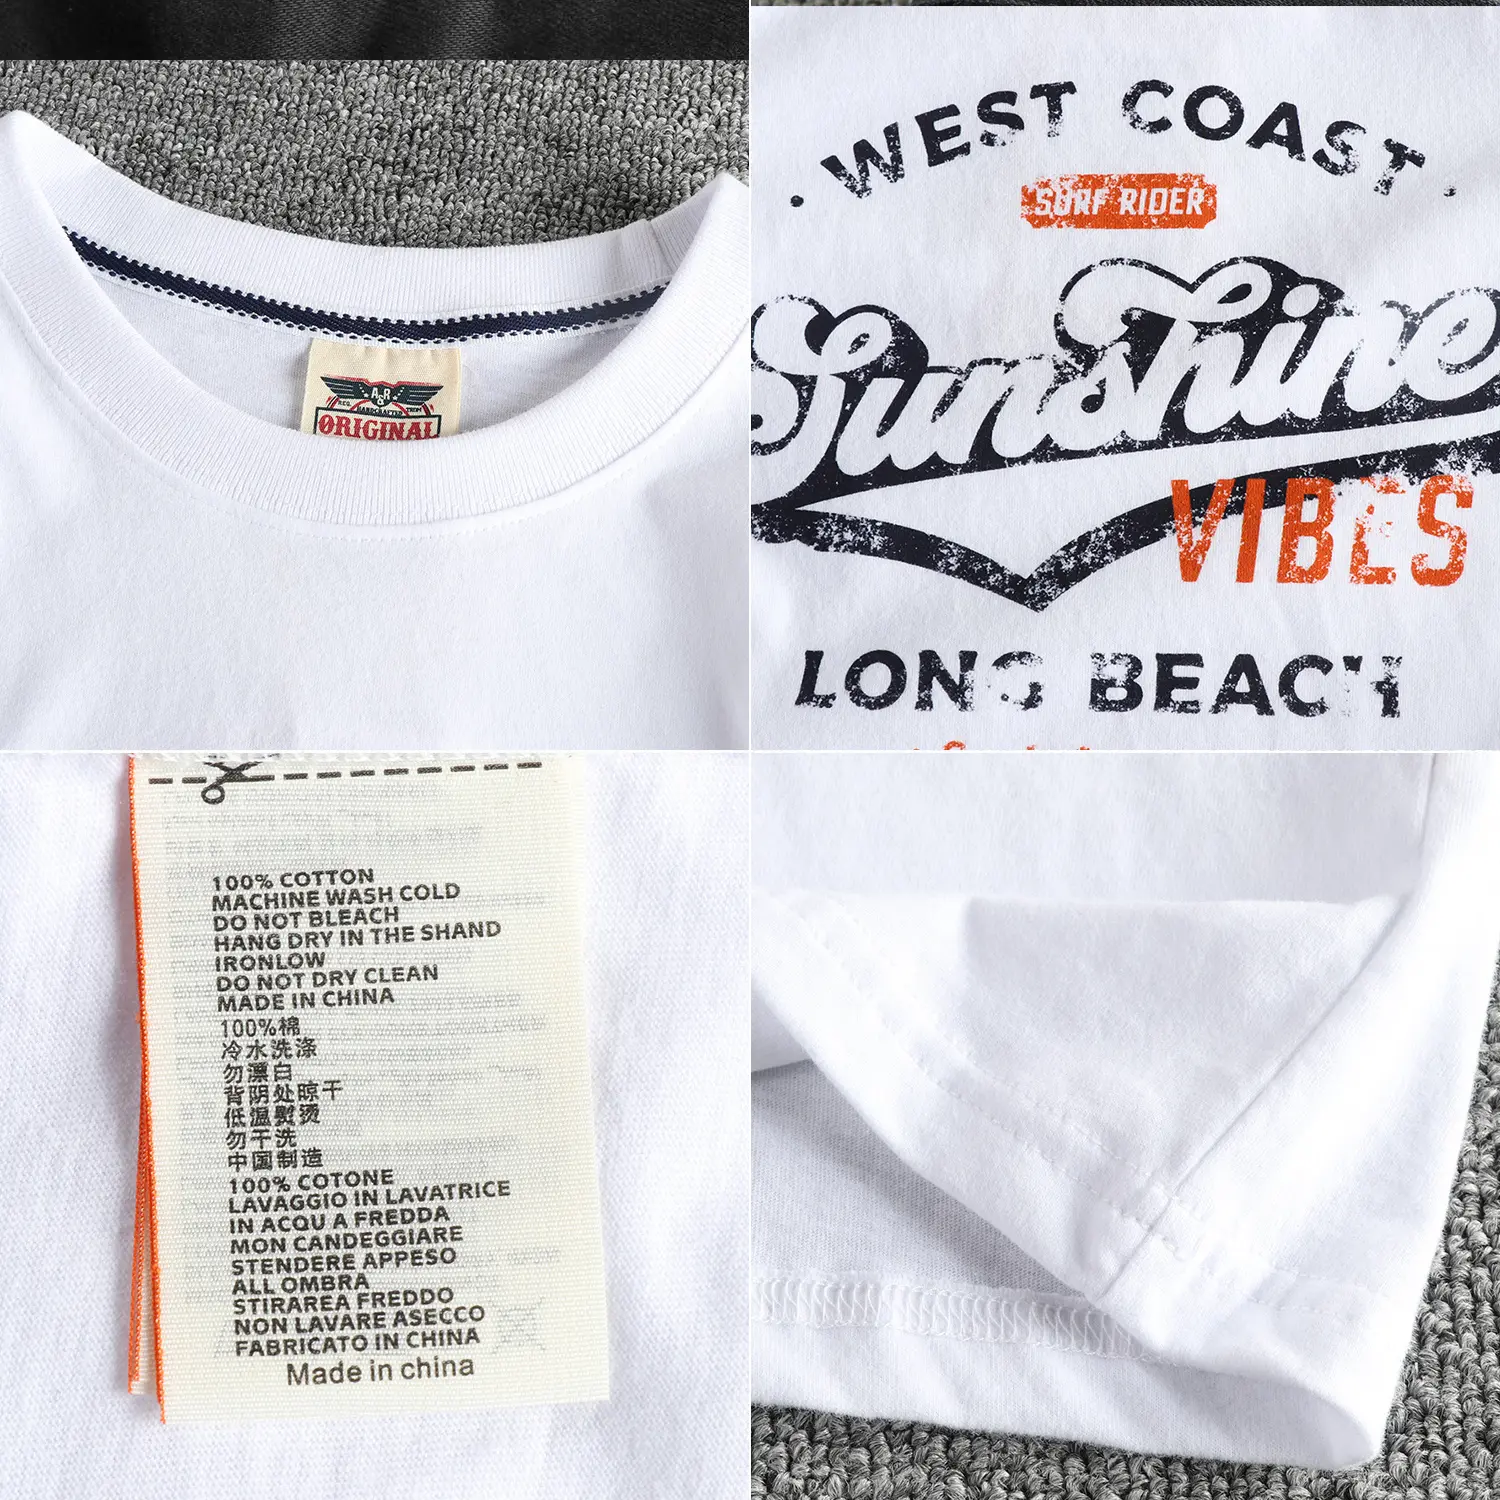 A&R
REG. HANDCRAFTED FROM
ORIGINAL
· WEST COAST ·
SURF RIDER
Sunshine
VIBES
LONG BEACH
100% COTTON
MACHINE WASH COLD
DO NOT BLEACH
HANG DRY IN THE SHAND
IRONLOW
DO NOT DRY CLEAN
MADE IN CHINA
100%棉
冷水洗涤
勿漂白
背阴处晾干
低温熨烫
勿干洗
中国制造
100% COTONE
LAVAGGIO IN LAVATRICE
IN ACQU A FREDDA
MON CANDEGGIARE
STENDERE APPESO
ALL OMBRA
STIRAREA FREDDO
NON LAVARE ASECCO
FABRICATO IN CHINA
Made in china